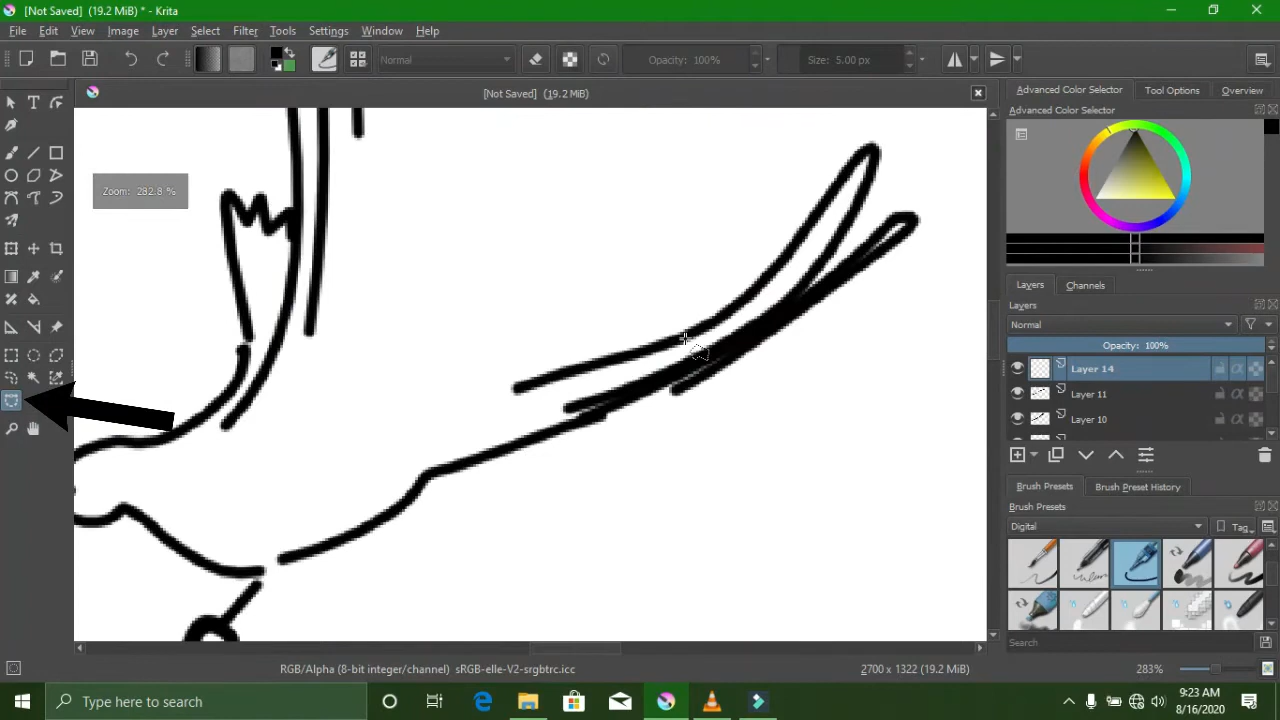 [Not Saved] (19.2 MiB) * - Krita
File Edit View Image Layer Select Filter Tools Settings Window Help
Normal Opacity: 100% Size: 5.00 px
[Not Saved] (19.2 MiB)
Advanced Color Selector Tool Options Overview
Advanced Color Selector
Zoom: 282.8 %
Layers Channels
Layers
Normal
Opacity: 100%
Layer 14
Layer 11
Layer 10
Brush Presets Brush Preset History
Brush Presets
Digital Tag
Search
RGB/Alpha (8-bit integer/channel) sRGB-elle-V2-srgbtrc.icc 2700 x 1322 (19.2 MiB) 283%
Type here to search
9:23 AM
8/16/2020